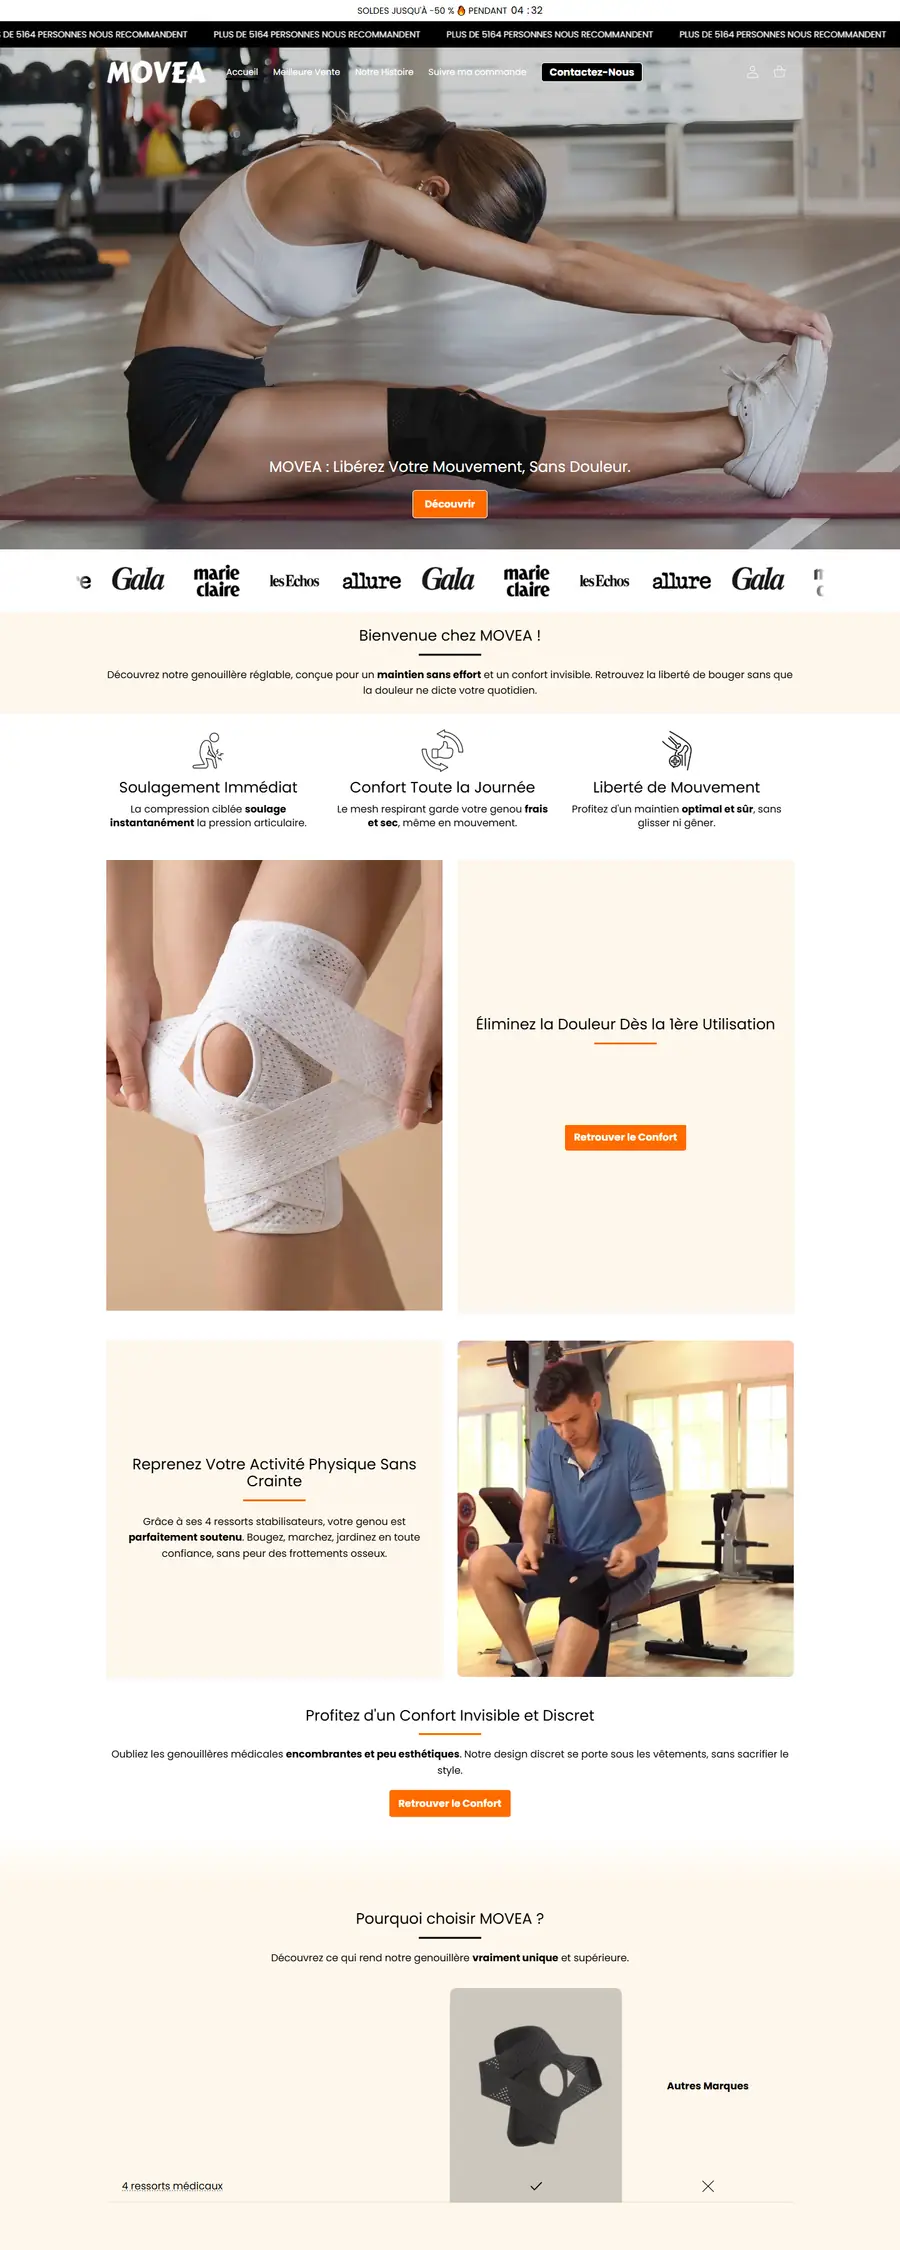 SOLDES JUSQU'À -50 % 🔥 PENDANT 04 : 32
DE 5164 PERSONNES NOUS RECOMMANDENT PLUS DE 5164 PERSONNES NOUS RECOMMANDENT PLUS DE 5164 PERSONNES NOUS RECOMMANDENT PLUS DE 5164 PERSONNES NOUS RECOMMANDENT
MOVEA Accueil Meilleure Vente Notre Histoire Suivre ma commande Contactez-Nous
MOVEA : Libérez Votre Mouvement, Sans Douleur.
Découvrir
e Gala marie claire les Echos allure Gala marie claire les Echos allure Gala
Bienvenue chez MOVEA !
Découvrez notre genouillère réglable, conçue pour un maintien sans effort et un confort invisible. Retrouvez la liberté de bouger sans que
la douleur ne dicte votre quotidien.
Soulagement Immédiat
La compression ciblée soulage
instantanément la pression articulaire.
Confort Toute la Journée
Le mesh respirant garde votre genou frais
et sec, même en mouvement.
Liberté de Mouvement
Profitez d'un maintien optimal et sûr, sans
glisser ni gêner.
Éliminez la Douleur Dès la 1ère Utilisation
Retrouver le Confort
Reprenez Votre Activité Physique Sans
Crainte
Grâce à ses 4 ressorts stabilisateurs, votre genou est
parfaitement soutenu. Bougez, marchez, jardinez en toute
confiance, sans peur des frottements osseux.
Profitez d'un Confort Invisible et Discret
Oubliez les genouillères médicales encombrantes et peu esthétiques. Notre design discret se porte sous les vêtements, sans sacrifier le
style.
Retrouver le Confort
Pourquoi choisir MOVEA ?
Découvrez ce qui rend notre genouillère vraiment unique et supérieure.
Autres Marques
4 ressorts médicaux